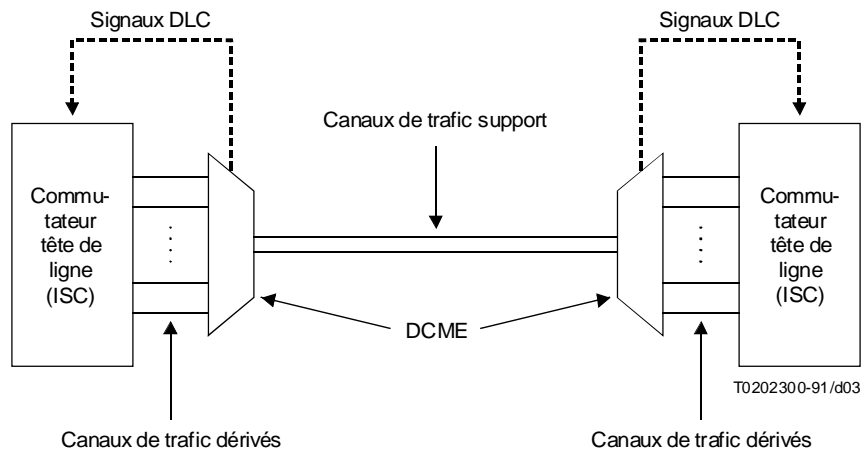 Signaux DLC
Signaux DLC
Canaux de trafic support
Commu-
tateur
tête de
ligne
(ISC)
Commu-
tateur
tête de
ligne
(ISC)
DCME
T0202300-91/d03
Canaux de trafic dérivés
Canaux de trafic dérivés